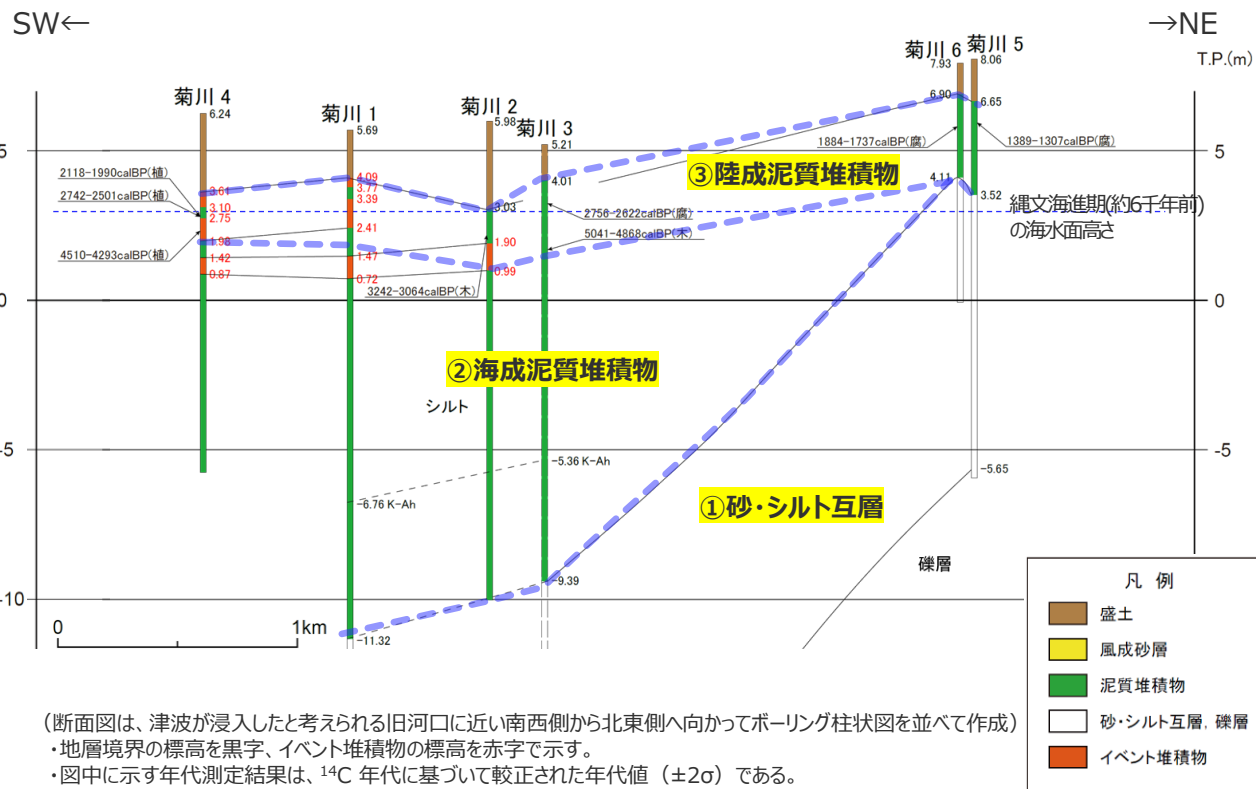 SW←
→NE
T.P.(m)
菊川 4
6.24
菊川 1
5.69
菊川 2
5.98
菊川 3
5.21
菊川 6
7.93
菊川 5
8.06
6.90
6.65
5
5
2118-1990calBP(植)
2742-2501calBP(植)
4510-4293calBP(植)
3.61
3.10
2.75
1.98
1.42
0.87
4.09
3.77
3.39
2.41
1.47
0.72
3.03
1.90
0.99
3242-3064calBP(木)
4.01
2756-2622calBP(腐)
5041-4868calBP(木)
③陸成泥質堆積物
1884-1737calBP(腐)
1389-1307calBP(腐)
4.11
3.52
縄文海進期(約6千年前)
の海水面高さ
0
0
②海成泥質堆積物
シルト
-5
-5
-5.36 K-Ah
-6.76 K-Ah
-5.65
①砂・シルト互層
礫層
-9.39
-10
-11.32
0
1km
凡 例
盛土
風成砂層
泥質堆積物
砂・シルト互層, 礫層
イベント堆積物
(断面図は、津波が浸入したと考えられる旧河口に近い南西側から北東側へ向かってボーリング柱状図を並べて作成)
・地層境界の標高を黒字、イベント堆積物の標高を赤字で示す。
・図中に示す年代測定結果は、¹⁴C 年代に基づいて較正された年代値（±2σ）である。